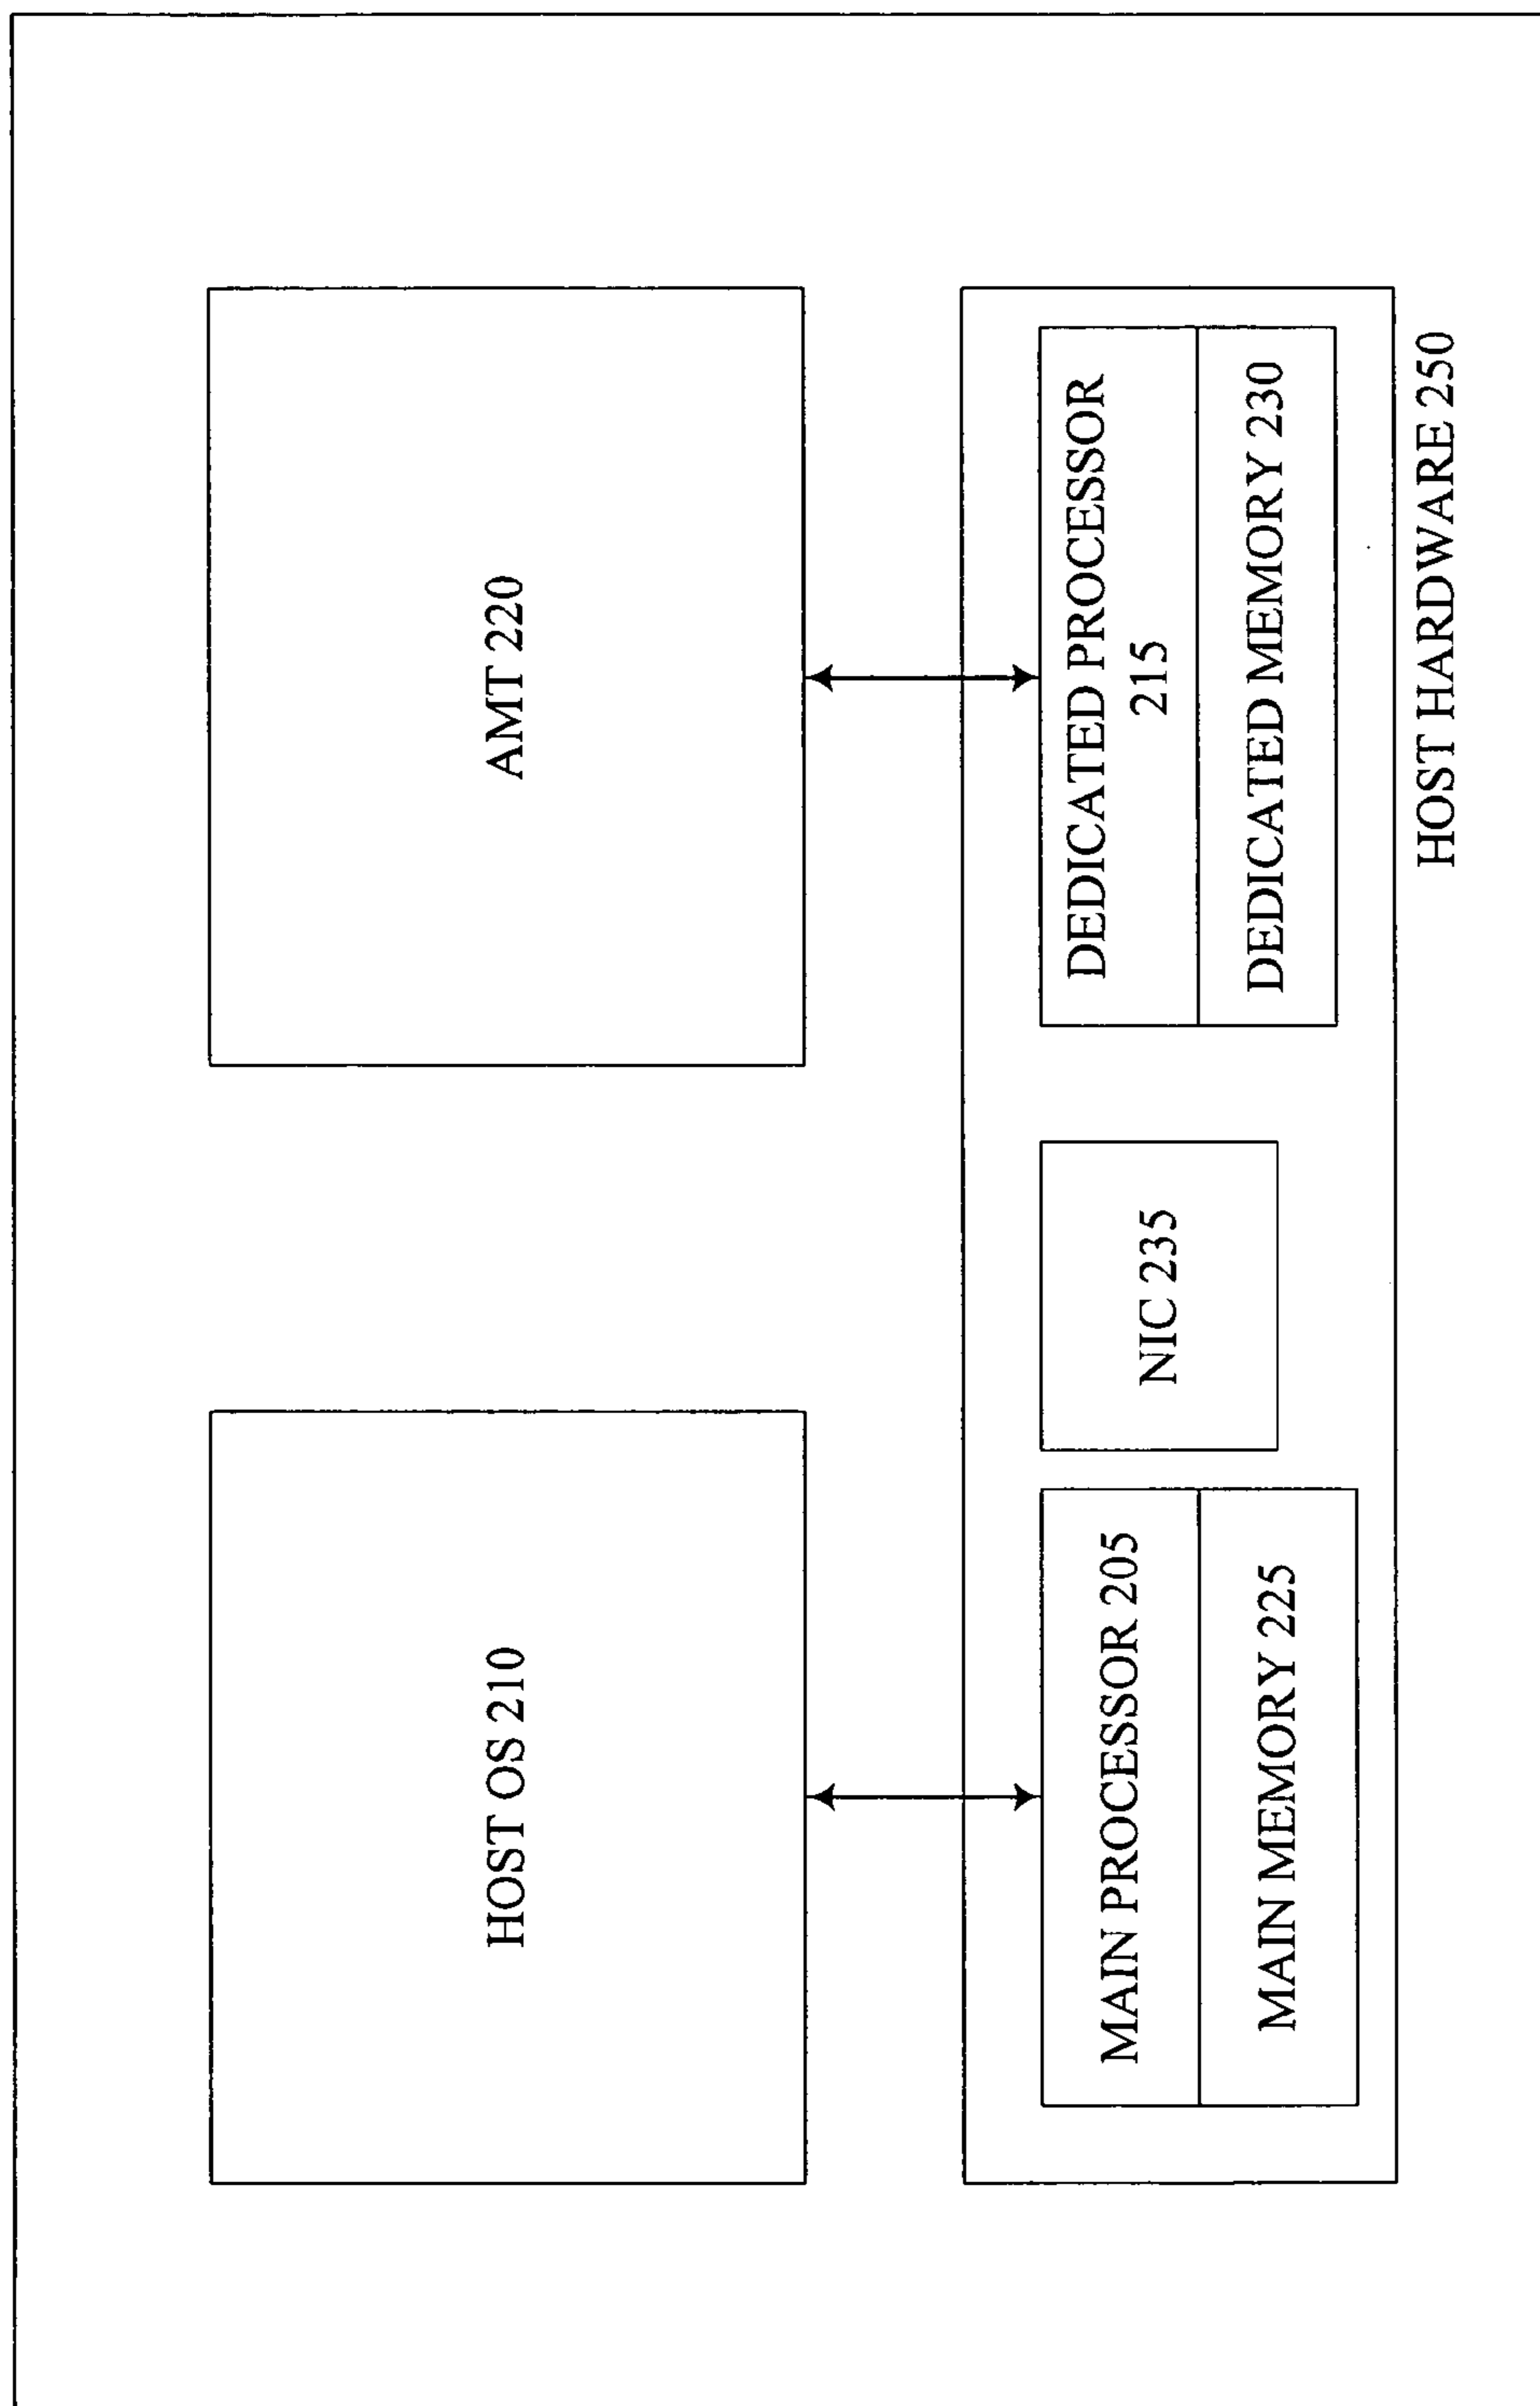 HOST OS 210
AMT 220
MAIN PROCESSOR 205
MAIN MEMORY 225
NIC 235
DEDICATED PROCESSOR
215
DEDICATED MEMORY 230
HOST HARDWARE 250